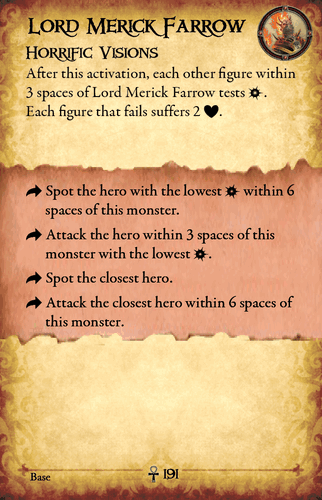 Lord Merick Farrow
Horrific Visions
After this activation, each other figure within
3 spaces of Lord Merick Farrow tests .
Each figure that fails suffers 2 ♥.
Spot the hero with the lowest within 6
spaces of this monster.
Attack the hero within 3 spaces of this
monster with the lowest .
Spot the closest hero.
Attack the closest hero within 6 spaces of
this monster.
Base
191